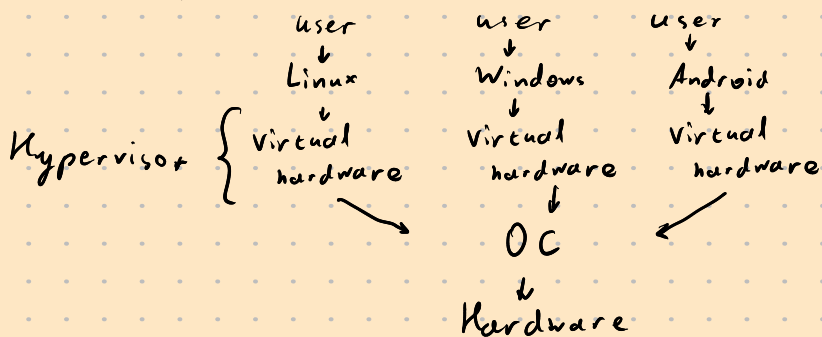 user user user
Linux Windows Android
Hypervisor { Virtual Virtual Virtual
hardware hardware hardware
OC
Hardware